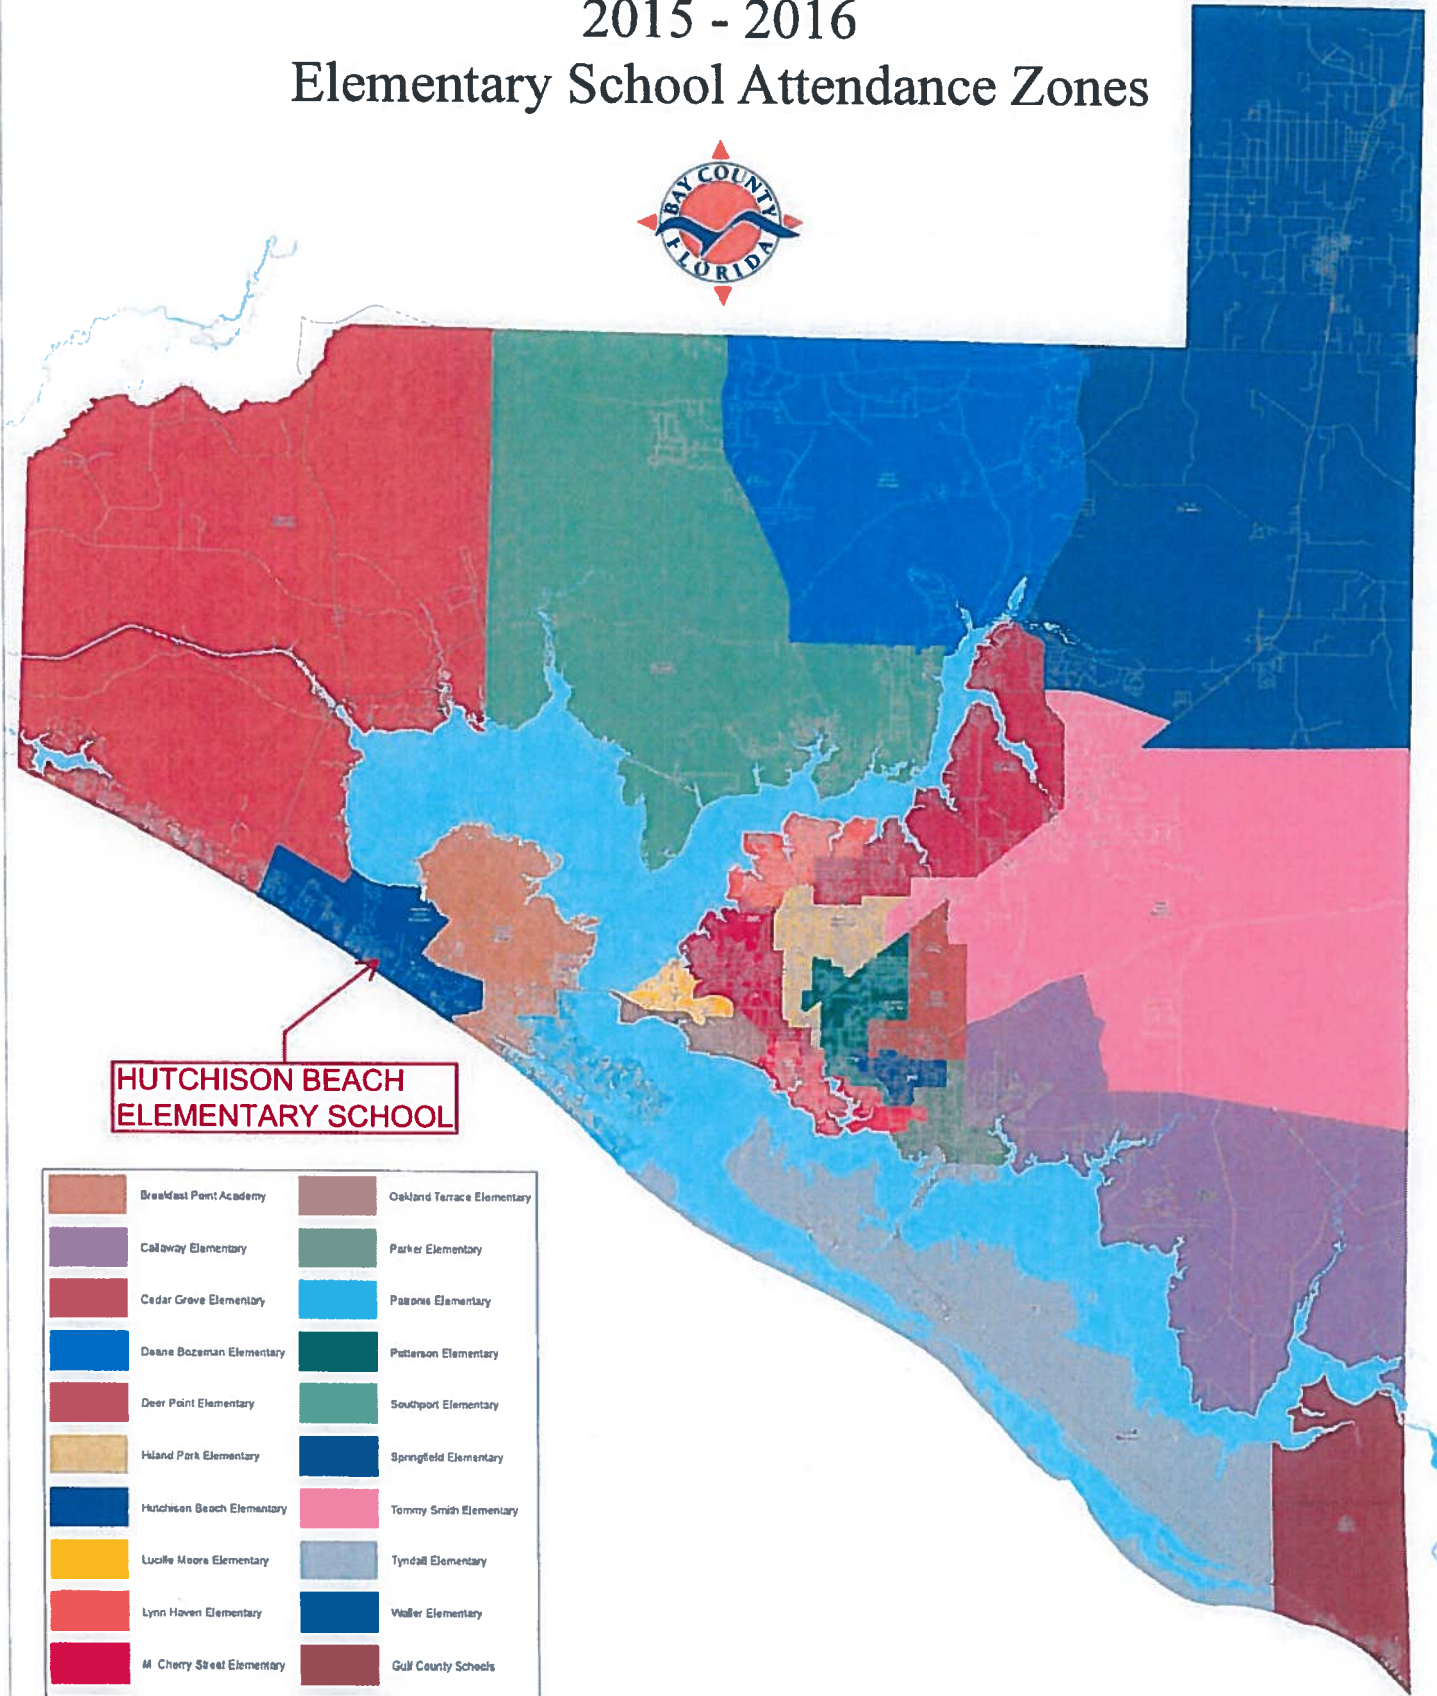 2015 - 2016
Elementary School Attendance Zones
BAY COUNTY
FLORIDA
HUTCHISON BEACH
ELEMENTARY SCHOOL
Breakfast Point Academy
Oakland Terrace Elementary
Callaway Elementary
Parker Elementary
Cedar Grove Elementary
Patronis Elementary
Deane Bozeman Elementary
Patterson Elementary
Deer Point Elementary
Southport Elementary
Hiland Park Elementary
Springfield Elementary
Hutchison Beach Elementary
Tommy Smith Elementary
Lucille Moore Elementary
Tyndall Elementary
Lynn Haven Elementary
Waller Elementary
M Cherry Street Elementary
Gulf County Schools